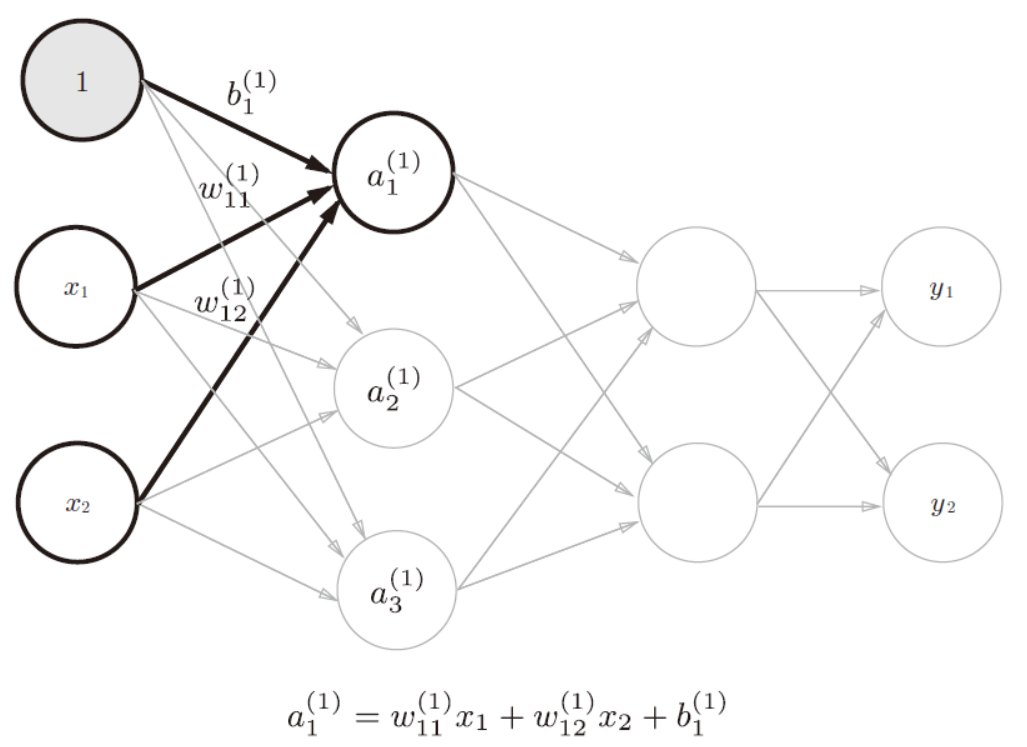 1
b_1^{(1)}
a_1^{(1)}
w_{11}^{(1)}
x_1
w_{12}^{(1)}
y_1
a_2^{(1)}
x_2
y_2
a_3^{(1)}
a_1^{(1)} = w_{11}^{(1)}x_1 + w_{12}^{(1)}x_2 + b_1^{(1)}